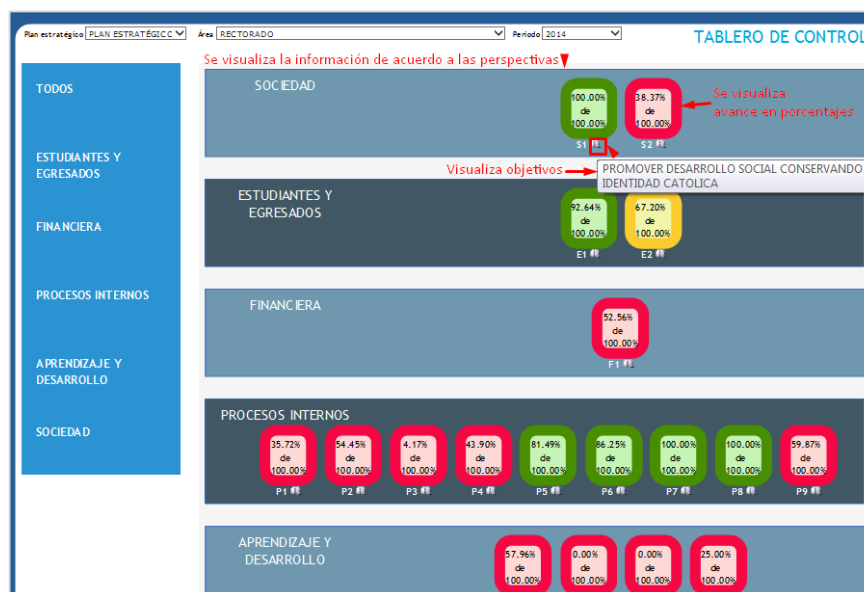 Plan estratégico PLAN ESTRATÉGICC Área RECTORADO Periodo 2014 TABLERO DE CONTROL
Se visualiza la información de acuerdo a las perspectivas
TODOS
ESTUDIANTES Y
EGRESADOS
FINANCIERA
PROCESOS INTERNOS
APRENDIZAJE Y
DESARROLLO
SOCIEDAD
SOCIEDAD
100.00% 38.37%
de de
100.00% 100.00%
S1 S2
Se visualiza
avance en porcentajes
Visualiza objetivos
PROMOVER DESARROLLO SOCIAL CONSERVANDO
IDENTIDAD CATOLICA
ESTUDIANTES Y
EGRESADOS
92.64% 67.20%
de de
100.00% 100.00%
E1 E2
FINANCIERA
52.56%
de
100.00%
F1
PROCESOS INTERNOS
35.72% 54.45% 4.17% 43.90% 81.49% 86.25% 100.00% 100.00% 59.87%
de de de de de de de de de
100.00% 100.00% 100.00% 100.00% 100.00% 100.00% 100.00% 100.00% 100.00%
P1 P2 P3 P4 P5 P6 P7 P8 P9
APRENDIZAJE Y
DESARROLLO
57.96% 0.00% 0.00% 25.00%
de de de de
100.00% 100.00% 100.00% 100.00%